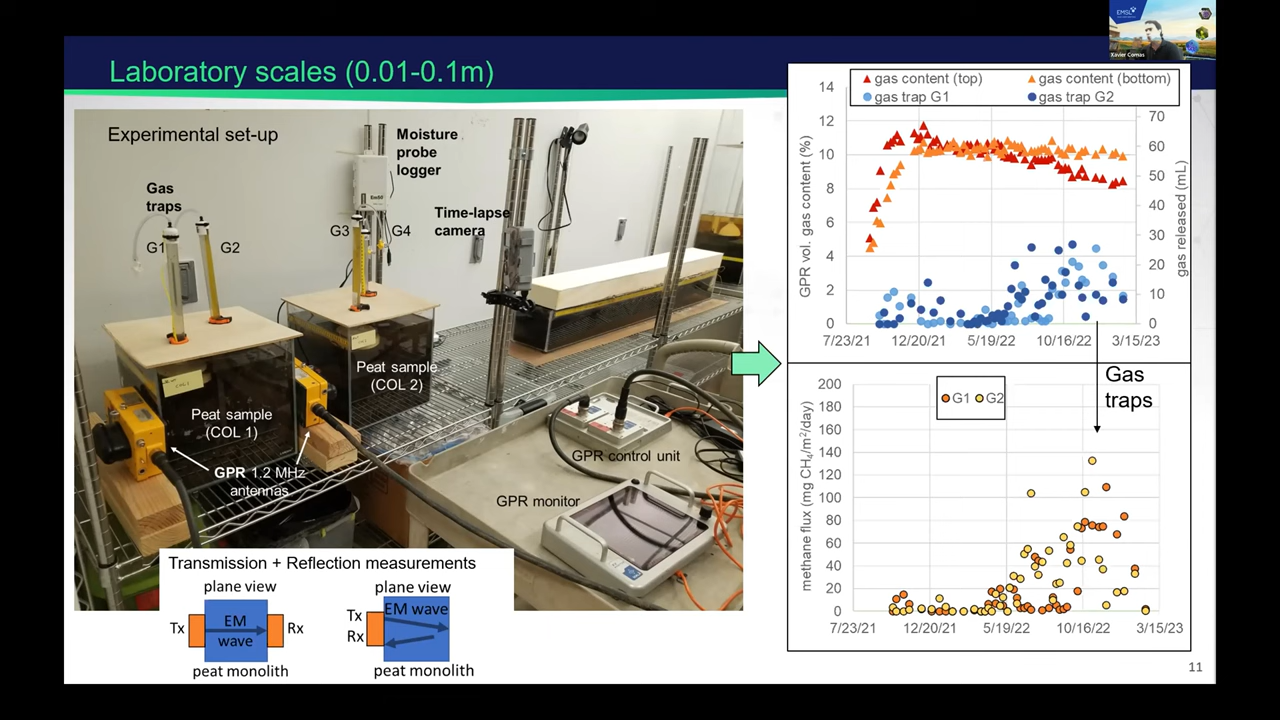 EMSL
Xavier Comas
Laboratory scales (0.01-0.1m)
Experimental set-up
Gas
traps
G1
G2
Moisture
probe
logger
Em50
G3
G4
Time-lapse
camera
Peat sample
(COL 2)
Peat sample
(COL 1)
GPR 1.2 MHz
antennas
GPR control unit
GPR monitor
Transmission + Reflection measurements
plane view
Tx
EM
wave
Rx
peat monolith
plane view
Tx
Rx
EM wave
peat monolith
gas content (top)
gas content (bottom)
gas trap G1
gas trap G2
GPR vol. gas content (%)
14
12
10
8
6
4
2
0
gas released (mL)
70
60
50
40
30
20
10
0
7/23/21 12/20/21 5/19/22 10/16/22 3/15/23
Gas
traps
G1 G2
methane flux (mg CH₄/m²/day)
200
180
160
140
120
100
80
60
40
20
0
7/23/21 12/20/21 5/19/22 10/16/22 3/15/23
11